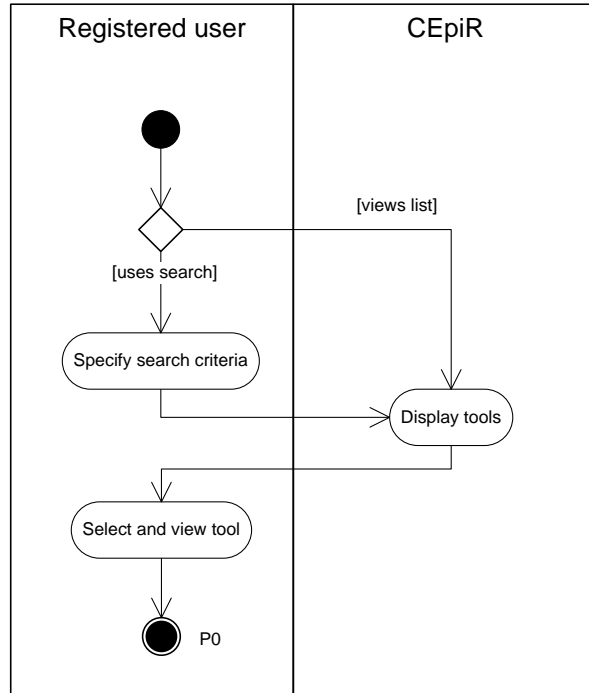 Registered user
CEpiR
[views list]
[uses search]
Specify search criteria
Display tools
Select and view tool
P0